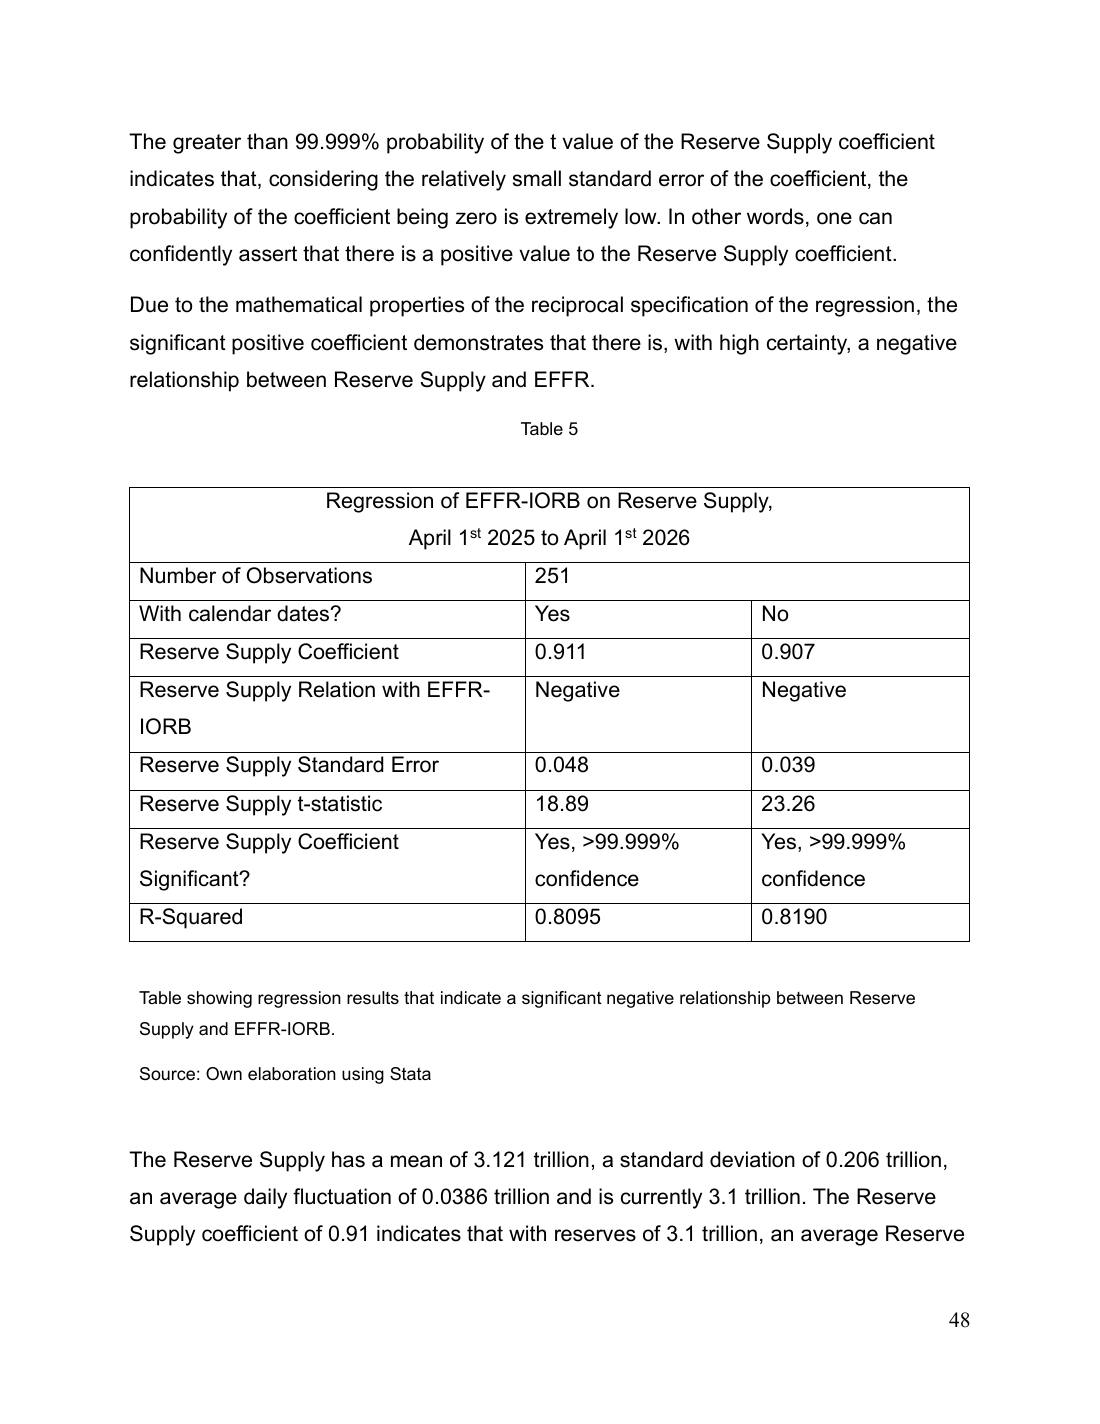 The greater than 99.999% probability of the t value of the Reserve Supply coefficient
indicates that, considering the relatively small standard error of the coefficient, the
probability of the coefficient being zero is extremely low. In other words, one can
confidently assert that there is a positive value to the Reserve Supply coefficient.
Due to the mathematical properties of the reciprocal specification of the regression, the
significant positive coefficient demonstrates that there is, with high certainty, a negative
relationship between Reserve Supply and EFFR.
Table 5
Regression of EFFR-IORB on Reserve Supply,
April 1st 2025 to April 1st 2026
Number of Observations 251
With calendar dates? Yes No
Reserve Supply Coefficient 0.911 0.907
Reserve Supply Relation with EFFR- Negative Negative
IORB
Reserve Supply Standard Error 0.048 0.039
Reserve Supply t-statistic 18.89 23.26
Reserve Supply Coefficient Yes, >99.999% Yes, >99.999%
Significant? confidence confidence
R-Squared 0.8095 0.8190
Table showing regression results that indicate a significant negative relationship between Reserve
Supply and EFFR-IORB.
Source: Own elaboration using Stata
The Reserve Supply has a mean of 3.121 trillion, a standard deviation of 0.206 trillion,
an average daily fluctuation of 0.0386 trillion and is currently 3.1 trillion. The Reserve
Supply coefficient of 0.91 indicates that with reserves of 3.1 trillion, an average Reserve
48